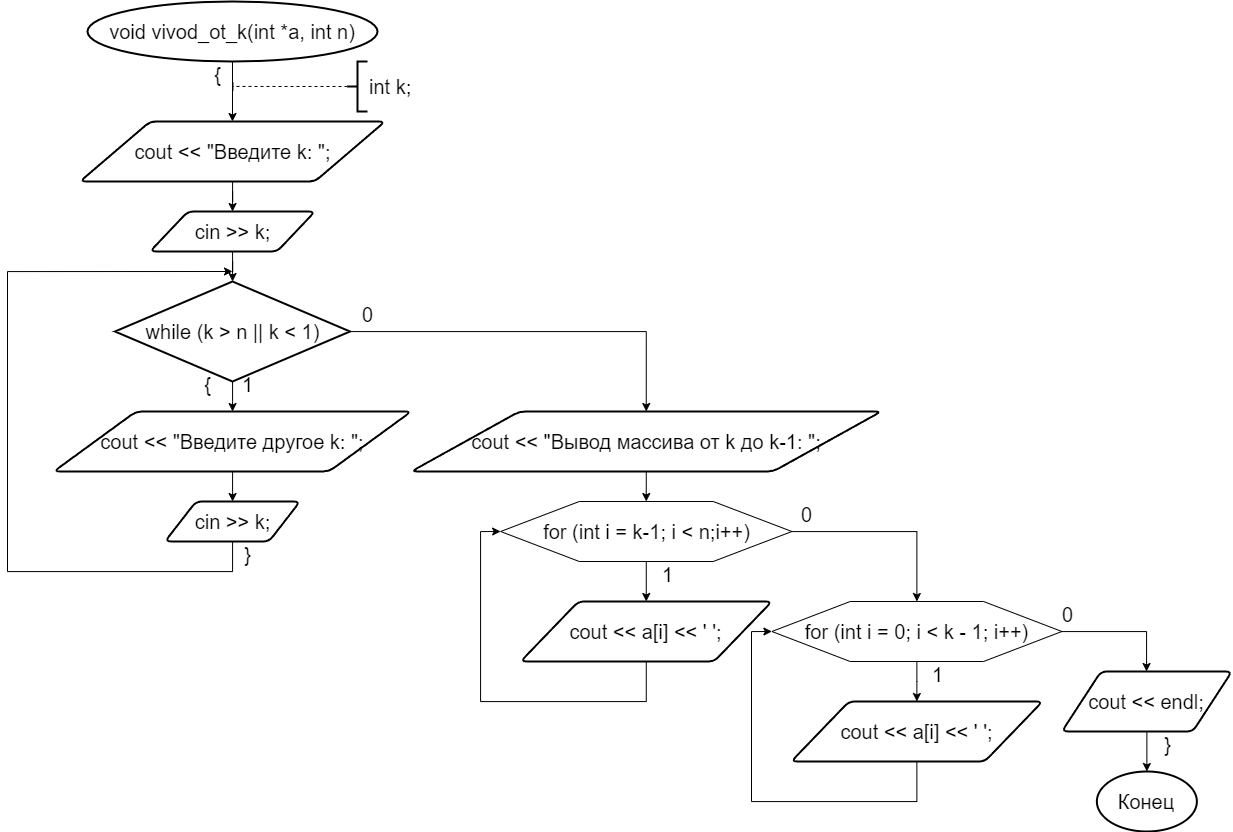 void vivod_ot_k(int *a, int n)
{
int k;
cout << "Введите k: ";
cin >> k;
while (k > n || k < 1)
0
{
1
cout << "Введите другое k: ";
cin >> k;
}
cout << "Вывод массива от k до k-1: ";
for (int i = k-1; i < n;i++)
0
1
cout << a[i] << ' ';
for (int i = 0; i < k - 1; i++)
0
1
cout << a[i] << ' ';
cout << endl;
}
Конец